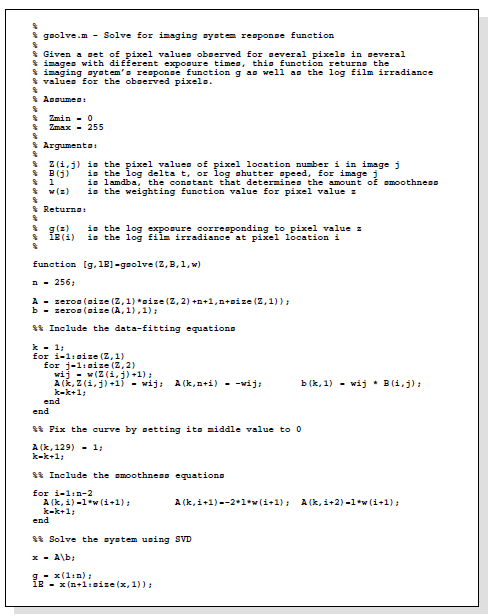 %
% gsolve.m - Solve for imaging system response function
%
% Given a set of pixel values observed for several pixels in several
% images with different exposure times, this function returns the
% imaging system's response function g as well as the log film irradiance
% values for the observed pixels.
%
% Assumes:
%
% Zmin = 0
% Zmax = 255
%
% Arguments:
%
% Z(i,j) is the pixel values of pixel location number i in image j
% B(j) is the log delta t, or log shutter speed, for image j
% l is lamdba, the constant that determines the amount of smoothness
% w(z) is the weighting function value for pixel value z
%
% Returns:
%
% g(z) is the log exposure corresponding to pixel value z
% lE(i) is the log film irradiance at pixel location i
%
function [g,lE]=gsolve(Z,B,l,w)
n = 256;
A = zeros(size(Z,1)*size(Z,2)+n+1,n+size(Z,1));
b = zeros(size(A,1),1);
%% Include the data-fitting equations
k = 1;
for i=1:size(Z,1)
for j=1:size(Z,2)
wij = w(Z(i,j)+1);
A(k,Z(i,j)+1) = wij; A(k,n+i) = -wij; b(k,1) = wij * B(i,j);
k=k+1;
end
end
%% Fix the curve by setting its middle value to 0
A(k,129) = 1;
k=k+1;
%% Include the smoothness equations
for i=1:n-2
A(k,i)=l*w(i+1); A(k,i+1)=-2*l*w(i+1); A(k,i+2)=l*w(i+1);
k=k+1;
end
%% Solve the system using SVD
x = A\b;
g = x(1:n);
lE = x(n+1:size(x,1));